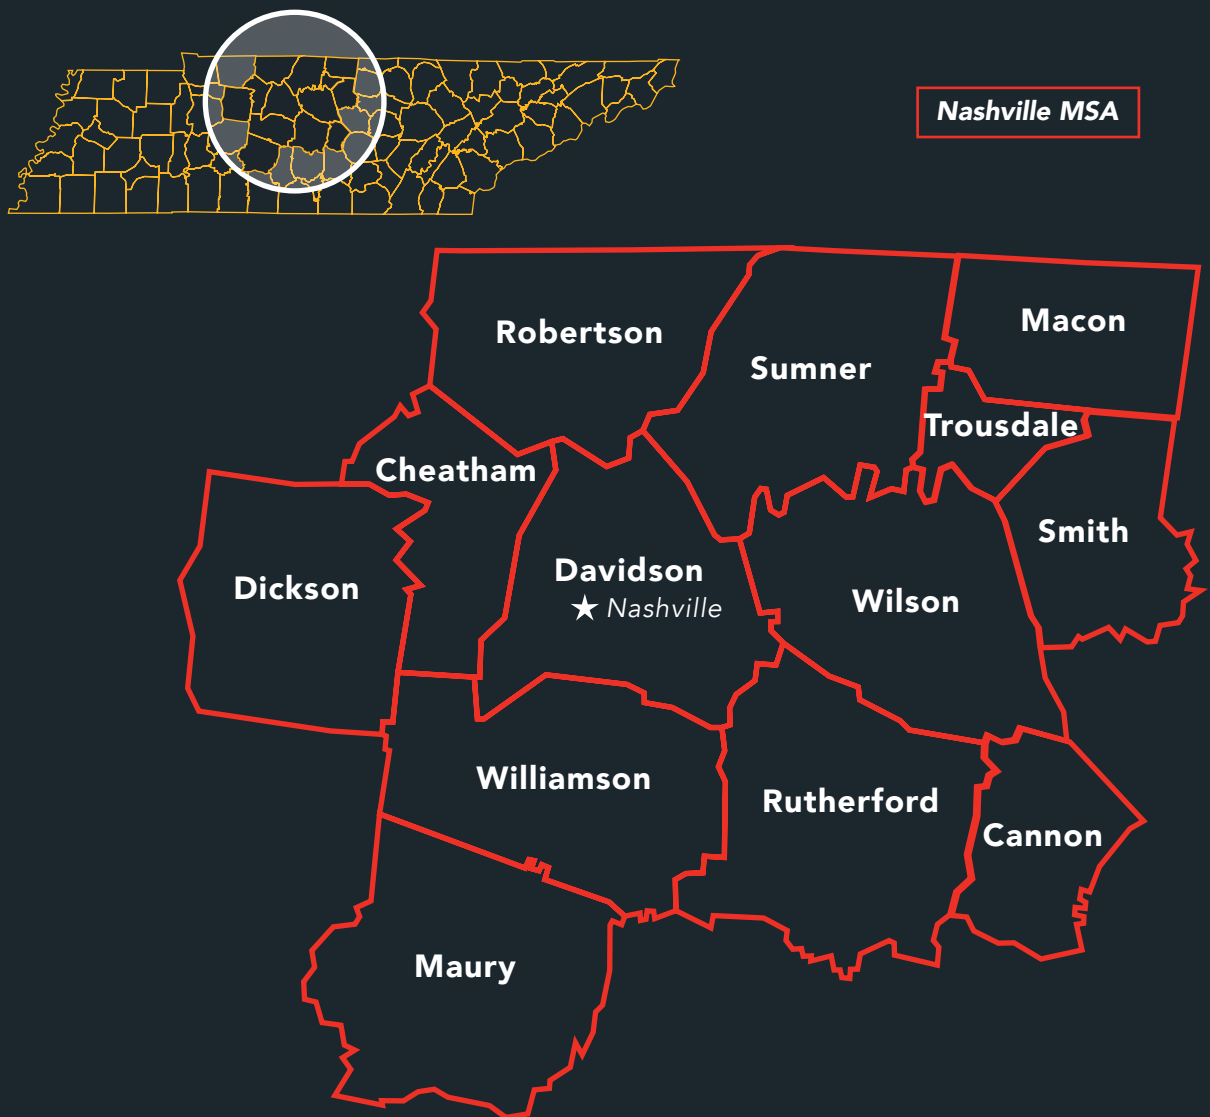 Nashville MSA
Robertson
Macon
Sumner
Trousdale
Cheatham
Smith
Davidson
Dickson
Wilson
Nashville
Williamson
Rutherford
Cannon
Maury